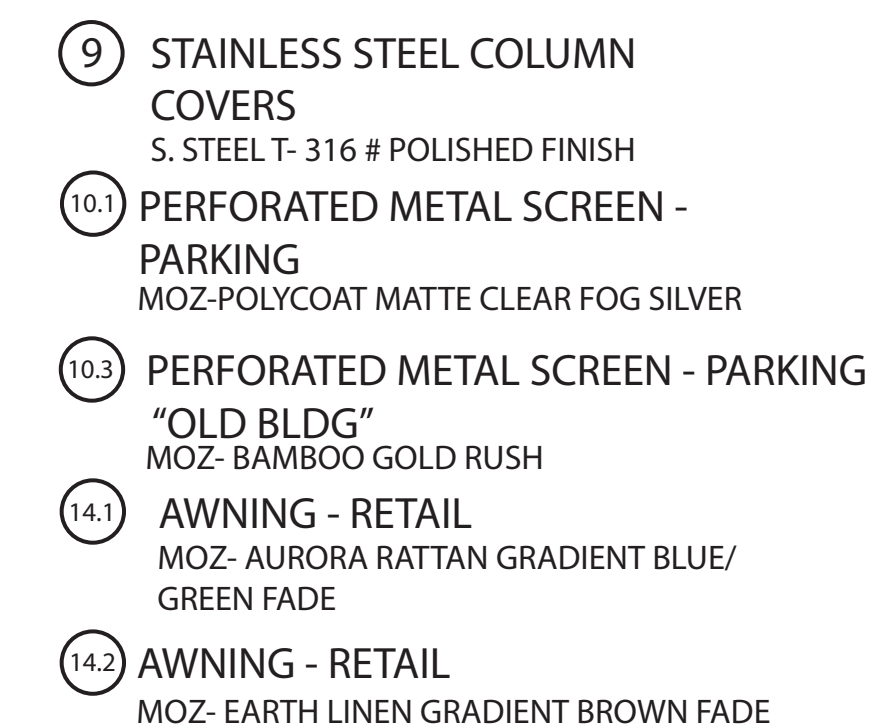 9 STAINLESS STEEL COLUMN
COVERS
S. STEEL T- 316 # POLISHED FINISH
10.1 PERFORATED METAL SCREEN -
PARKING
MOZ-POLYCOAT MATTE CLEAR FOG SILVER
10.3 PERFORATED METAL SCREEN - PARKING
“OLD BLDG”
MOZ- BAMBOO GOLD RUSH
14.1 AWNING - RETAIL
MOZ- AURORA RATTAN GRADIENT BLUE/
GREEN FADE
14.2 AWNING - RETAIL
MOZ- EARTH LINEN GRADIENT BROWN FADE